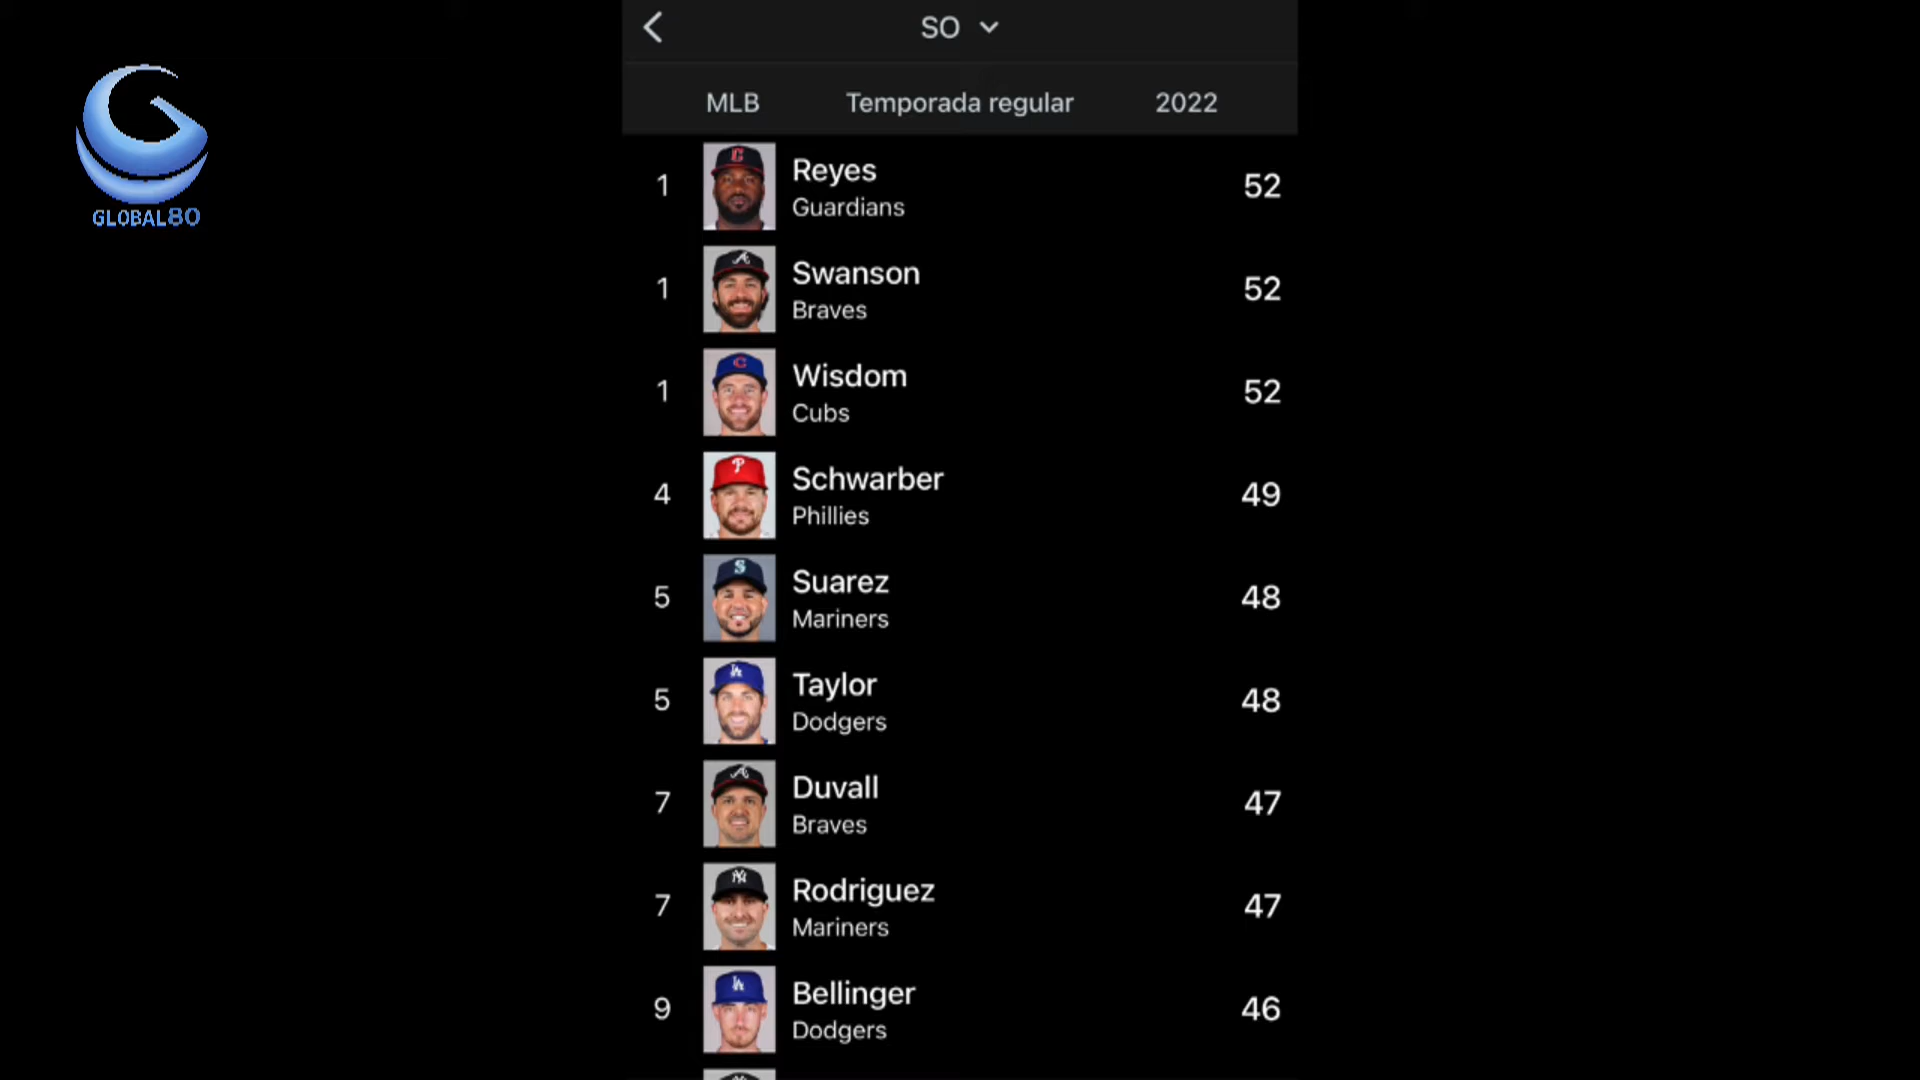 SO
MLB Temporada regular 2022
1 Reyes 52
Guardians
1 Swanson 52
Braves
1 Wisdom 52
Cubs
4 Schwarber 49
Phillies
5 Suarez 48
Mariners
5 Taylor 48
Dodgers
7 Duvall 47
Braves
7 Rodriguez 47
Mariners
9 Bellinger 46
Dodgers
GLOBAL80